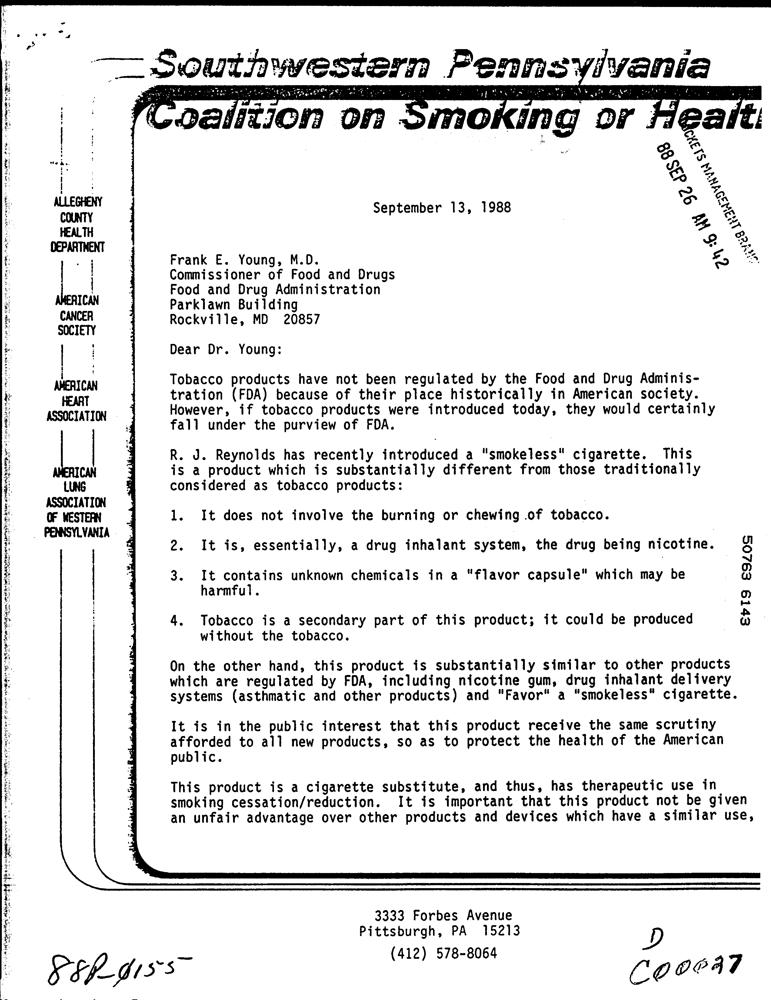 Southwestern Pennsylvania
Coalition on Smoking or Healt
88 SEP 26 AM 9:42
ALLEGHENY
COUNTY
HEALTH
DEPARTMENT
AMERICAN
CANCER
SOCIETY
AMERICAN
HEART
ASSOCIATION
AMERICAN
LUNG
ASSOCIATION
OF WESTERN
PENNSYLVANIA
September 13, 1988
Frank E. Young, M.D.
Commissioner of Food and Drugs
Food and Drug Administration
Parklawn Building
Rockville, MD 20857
Dear Dr. Young:
Tobacco products have not been regulated by the Food and Drug Adminis-
tration (FDA) because of their place historically in American society.
However, if tobacco products were introduced today, they would certainly
fall under the purview of FDA.
R. J. Reynolds has recently introduced a "smokeless" cigarette. This
is a product which is substantially different from those traditionally
considered as tobacco products:
1. It does not involve the burning or chewing of tobacco.
2. It is, essentially, a drug inhalant system, the drug being nicotine.
3. It contains unknown chemicals in a "flavor capsule" which may be
harmful.
4. Tobacco is a secondary part of this product; it could be produced
without the tobacco.
On the other hand, this product is substantially similar to other products
which are regulated by FDA, including nicotine gum, drug inhalant delivery
systems (asthmatic and other products) and "Favor" a "smokeless" cigarette.
It is in the public interest that this product receive the same scrutiny
afforded to all new products, so as to protect the health of the American
public.
This product is a cigarette substitute, and thus, has therapeutic use in
smoking cessation/reduction. It is important that this product not be given
an unfair advantage over other products and devices which have a similar use,
50763 6143
3333 Forbes Avenue
Pittsburgh, PA 15213
(412) 578-8064
88P-0155
D
C00027